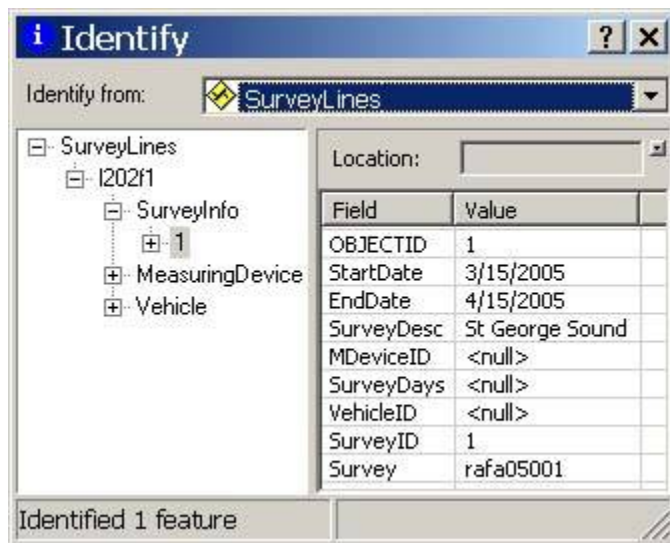 Identify
Identify from: SurveyLines
SurveyLines
l202f1
SurveyInfo
1
MeasuringDevice
Vehicle
Location:
Field Value
OBJECTID 1
StartDate 3/15/2005
EndDate 4/15/2005
SurveyDesc St George Sound
MDeviceID <null>
SurveyDays <null>
VehicleID <null>
SurveyID 1
Survey rafa05001
Identified 1 feature